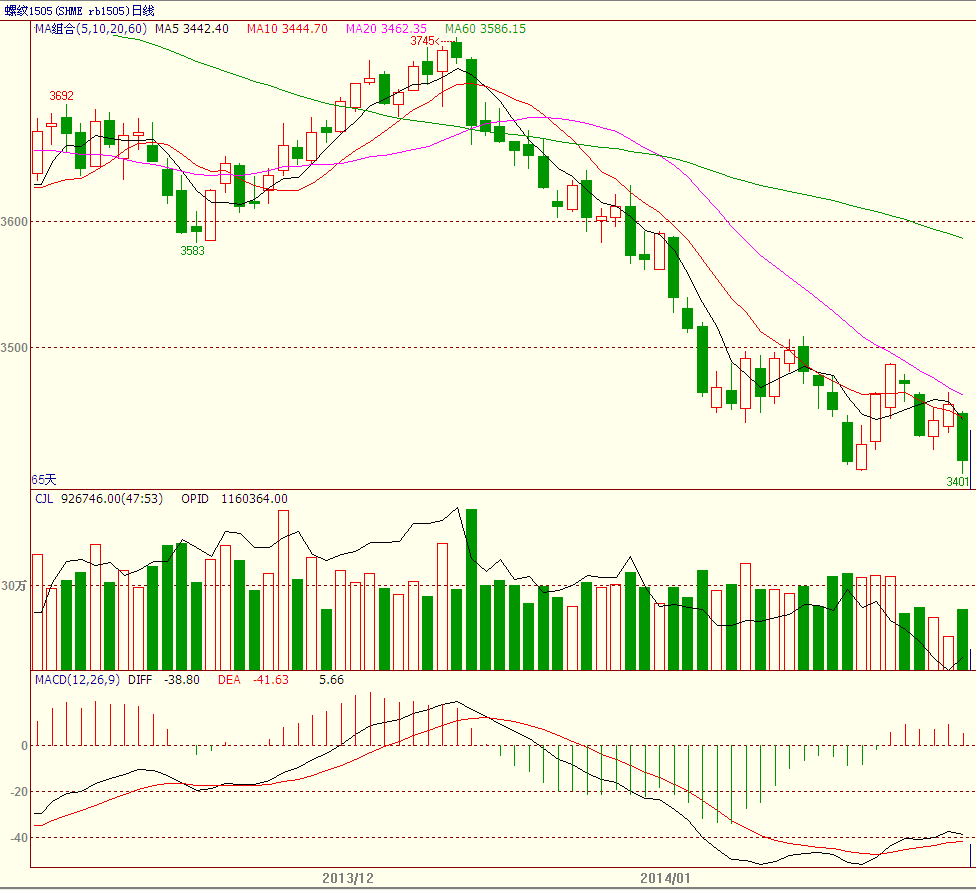 螺纹1505(SHME rb1505)日线
MA组合(5,10,20,60) MA5 3442.40 MA10 3444.70 MA20 3462.35 MA60 3586.15
3745
3692
3600
3583
3500
65天
3401
CJL 926746.00(47:53) OPID 1160364.00
30万
MACD(12,26,9) DIFF -38.80 DEA -41.63 5.66
0
-20
-40
2013/12 2014/01